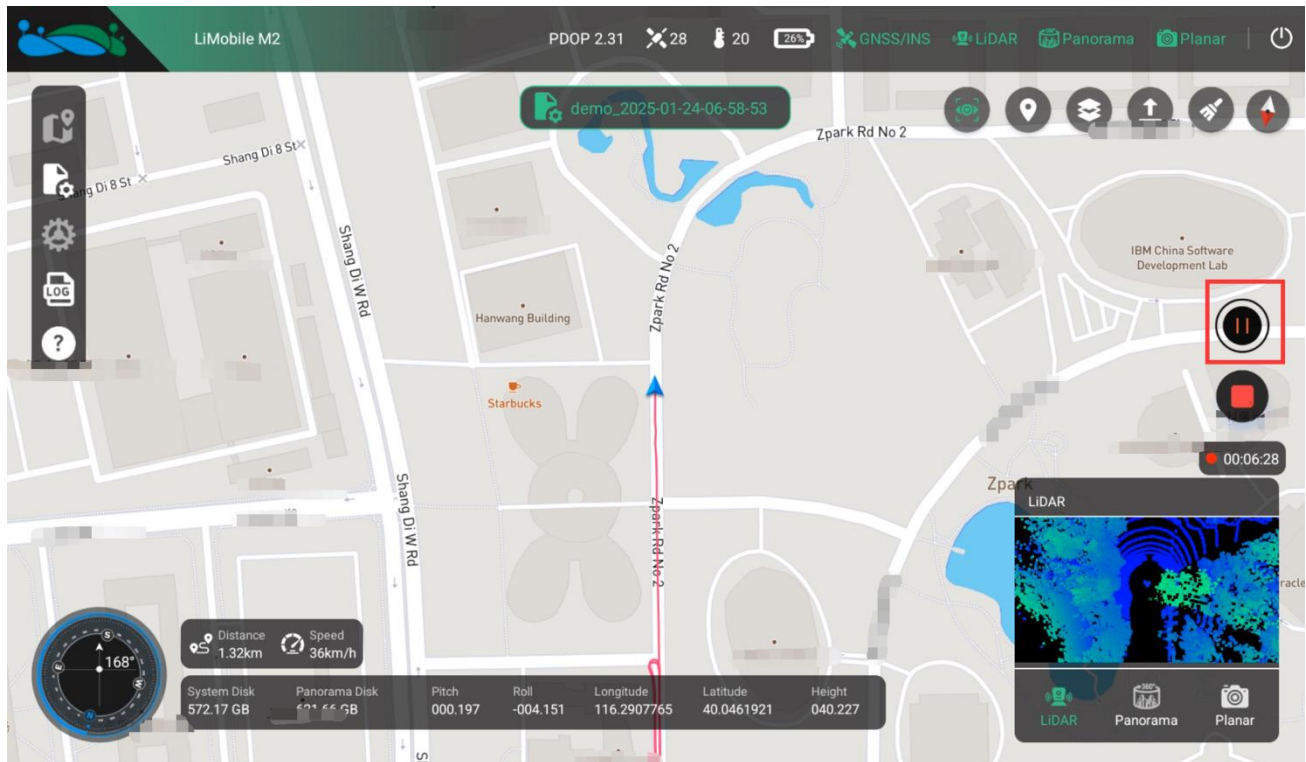 LiMobile M2
PDOP 2.31
28
20
26%
GNSS/INS
LiDAR
Panorama
Planar
demo_2025-01-24-06-58-53
Zpark Rd No 2
Shang Di 8 St
Di 8 St
Shang Di W Rd
Zpark Rd No 2
IBM China Software
Development Lab
Hanwang Building
LOG
?
Starbucks
00:06:28
Shang Di W Rd
Zpark Rd No 2
LiDAR
S
E
W
N
168°
Distance
1.32km
Speed
36km/h
System Disk
572.17 GB
Panorama Disk
Pitch
000.197
Roll
-004.151
Longitude
116.2907765
Latitude
40.0461921
Height
040.227
360°
LiDAR
Panorama
Planar